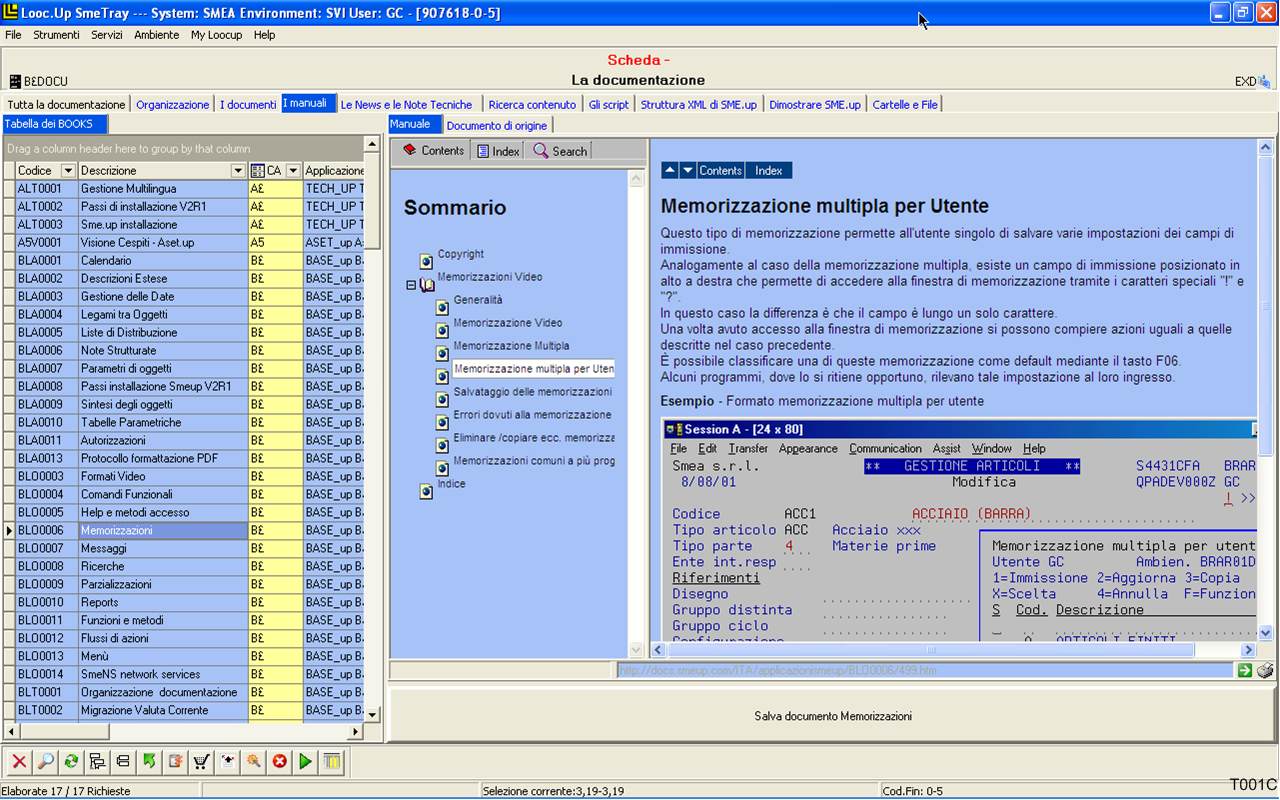 Looc.Up SmeTray --- System: SMEA Environment: SVI User: GC - [907618-0-5]
File Strumenti Servizi Ambiente My Loocup Help
Scheda -
B£DOCU La documentazione EXD
Tutta la documentazione Organizzazione I documenti I manuali Le News e le Note Tecniche Ricerca contenuto Gli script Struttura XML di SME.up Dimostrare SME.up Cartelle e File
Tabella dei BOOKS
Drag a column header here to group by that column
Codice Descrizione CA Applicazione
ALT0001 Gestione Multilingua A£ TECH_UP T
ALT0002 Passi di installazione V2R1 A£ TECH_UP T
ALT0003 Sme.up installazione A£ TECH_UP T
A5V0001 Visione Cespiti - Aset.up A5 ASET_up A
BLA0001 Calendario B£ BASE_up B
BLA0002 Descrizioni Estese B£ BASE_up B
BLA0003 Gestione delle Date B£ BASE_up B
BLA0004 Legami tra Oggetti B£ BASE_up B
BLA0005 Liste di Distribuzione B£ BASE_up B
BLA0006 Note Strutturate B£ BASE_up B
BLA0007 Parametri di oggetti B£ BASE_up B
BLA0008 Passi installazione Smeup V2R1 B£ BASE_up B
BLA0009 Sintesi degli oggetti B£ BASE_up B
BLA0010 Tabelle Parametriche B£ BASE_up B
BLA0011 Autorizzazioni B£ BASE_up B
BLA0013 Protocollo formattazione PDF B£ BASE_up B
BLO0003 Formati Video B£ BASE_up B
BLO0004 Comandi Funzionali B£ BASE_up B
BLO0005 Help e metodi accesso B£ BASE_up B
BLO0006 Memorizzazioni B£ BASE_up B
BLO0007 Messaggi B£ BASE_up B
BLO0008 Ricerche B£ BASE_up B
BLO0009 Parzializzazioni B£ BASE_up B
BLO0010 Reports B£ BASE_up B
BLO0011 Funzioni e metodi B£ BASE_up B
BLO0012 Flussi di azioni B£ BASE_up B
BLO0013 Menù B£ BASE_up B
BLO0014 SmeNS network services B£ BASE_up B
BLT0001 Organizzazione documentazione B£ BASE_up B
BLT0002 Migrazione Valuta Corrente B£ BASE_up B
Manuale Documento di origine
Contents Index Search
Sommario
Copyright
Memorizzazioni Video
Generalità
Memorizzazione Video
Memorizzazione Multipla
Memorizzazione multipla per Uten
Salvataggio delle memorizzazioni
Errori dovuti alla memorizzazione
Eliminare /copiare ecc. memorizza
Memorizzazioni comuni a più prog
Indice
Contents Index
Memorizzazione multipla per Utente
Questo tipo di memorizzazione permette all'utente singolo di salvare varie impostazioni dei campi di
immissione.
Analogamente al caso della memorizzazione multipla, esiste un campo di immissione posizionato in
alto a destra che permette di accedere alla finestra di memorizzazione tramite i caratteri speciali "!" e
"?".
In questo caso la differenza è che il campo è lungo un solo carattere.
Una volta avuto accesso alla finestra di memorizzazione si possono compiere azioni uguali a quelle
descritte nel caso precedente.
È possibile classificare una di queste memorizzazione come default mediante il tasto F06.
Alcuni programmi, dove lo si ritiene opportuno, rilevano tale impostazione al loro ingresso.
Esempio - Formato memorizzazione multipla per utente
Session A - [24 x 80]
File Edit Transfer Appearance Communication Assist Window Help
Smea s.r.l. ** GESTIONE ARTICOLI ** S4431CFA BRAR
8/08/01 Modifica QPADEV000Z GC
! >>
Codice ACC1 ACCIAIO (BARRA)
Tipo articolo ACC Acciaio xxx
Tipo parte 4 Materie prime Memorizzazione multipla per utent
Ente int.resp Utente GC Ambien. BRAR01D
Riferimenti 1=Immissione 2=Aggiorna 3=Copia
Disegno X=Scelta 4=Annulla F=Funzion
Gruppo distinta S Cod. Descrizione
Gruppo ciclo
Configurazione ARTICOLI FINITI
http://docs.smeup.com/ITA/applicazionismeup/BLO0006/499.htm
Salva documento Memorizzazioni
Elaborate 17 / 17 Richieste Selezione corrente:3,19-3,19 Cod.Fin: 0-5
T001C